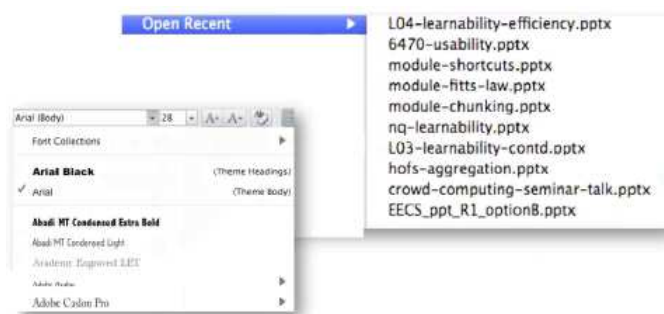 Open Recent
L04-learnability-efficiency.pptx
6470-usability.pptx
module-shortcuts.pptx
module-fitts-law.pptx
module-chunking.pptx
nq-learnability.pptx
L03-learnability-contd.pptx
hofs-aggregation.pptx
crowd-computing-seminar-talk.pptx
EECS_ppt_R1_optionB.pptx
Arial (Body) 28 A A
Font Collections
Arial Black (Theme Headings)
Arial (Theme Body)
Abadi MT Condensed Extra Bold
Abadi MT Condensed Light
Academy Engraved LET
Adobe
Adobe Caslon Pro